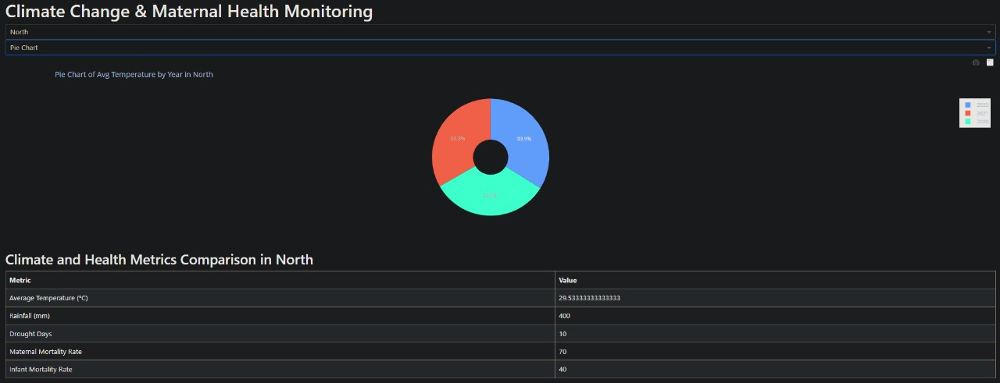 Climate Change & Maternal Health Monitoring
North
Pie Chart
Pie Chart of Avg Temperature by Year in North
2022
2021
2020
33.2%
33.9%
Climate and Health Metrics Comparison in North
Metric Value
Average Temperature (°C) 29.53333333333333
Rainfall (mm) 400
Drought Days 10
Maternal Mortality Rate 70
Infant Mortality Rate 40